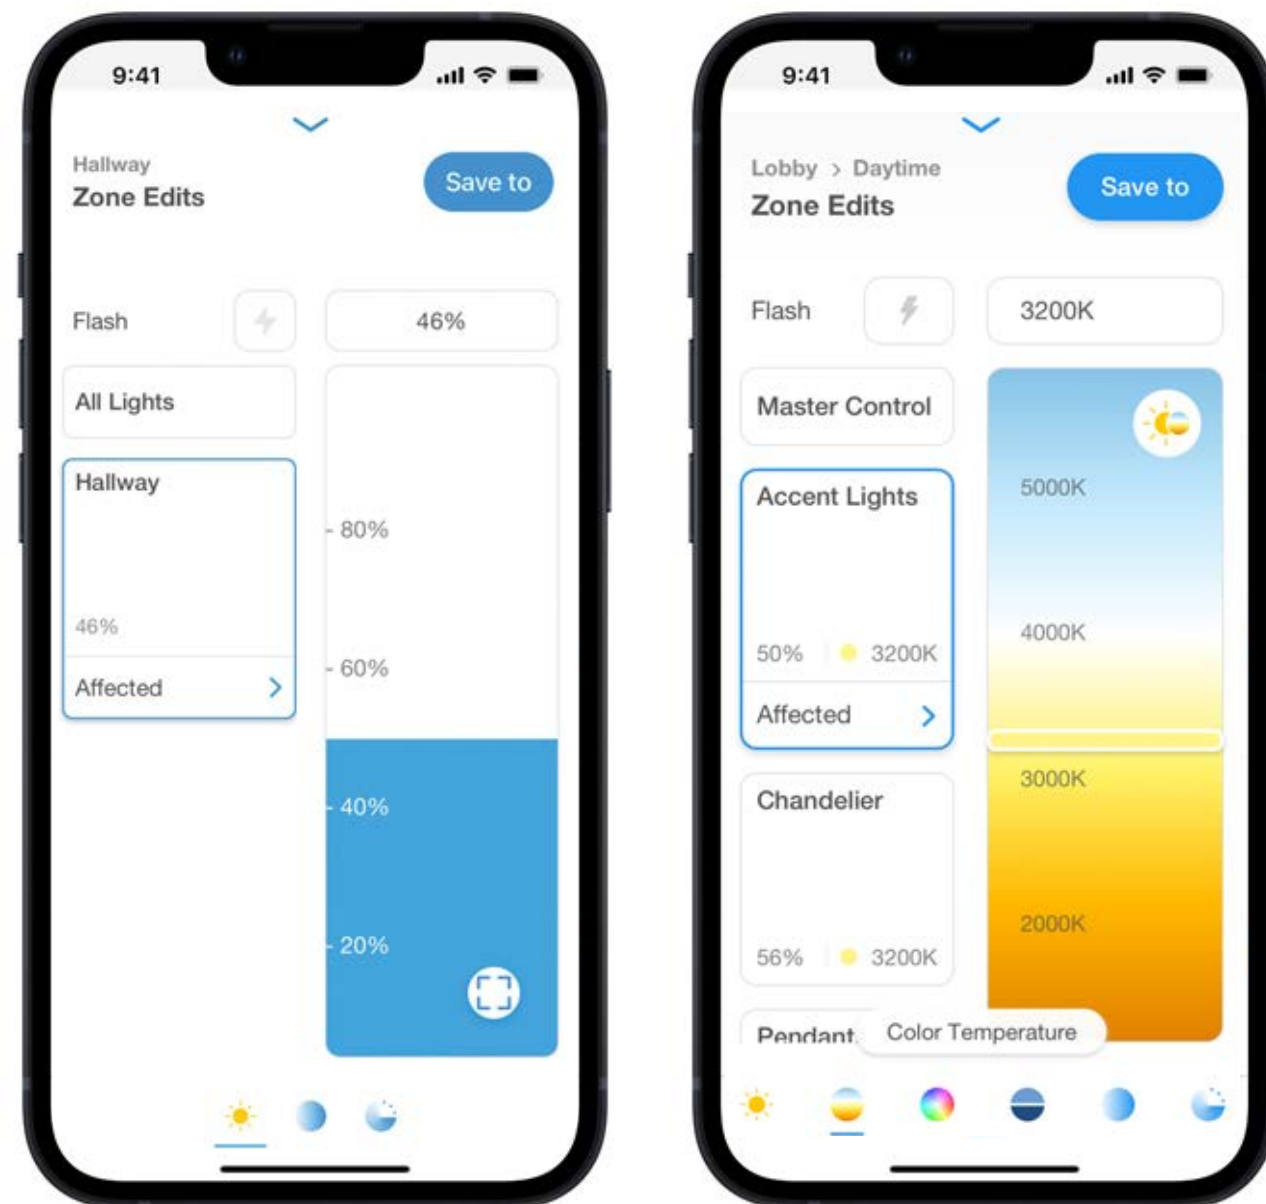 9:41
Hallway
Zone Edits
Save to
Flash
46%
All Lights
Hallway
46%
Affected
80%
60%
40%
20%
9:41
Lobby > Daytime
Zone Edits
Save to
Flash
3200K
Master Control
Accent Lights
50%
3200K
Affected
Chandelier
56%
3200K
Pendant
5000K
4000K
3000K
2000K
Color Temperature